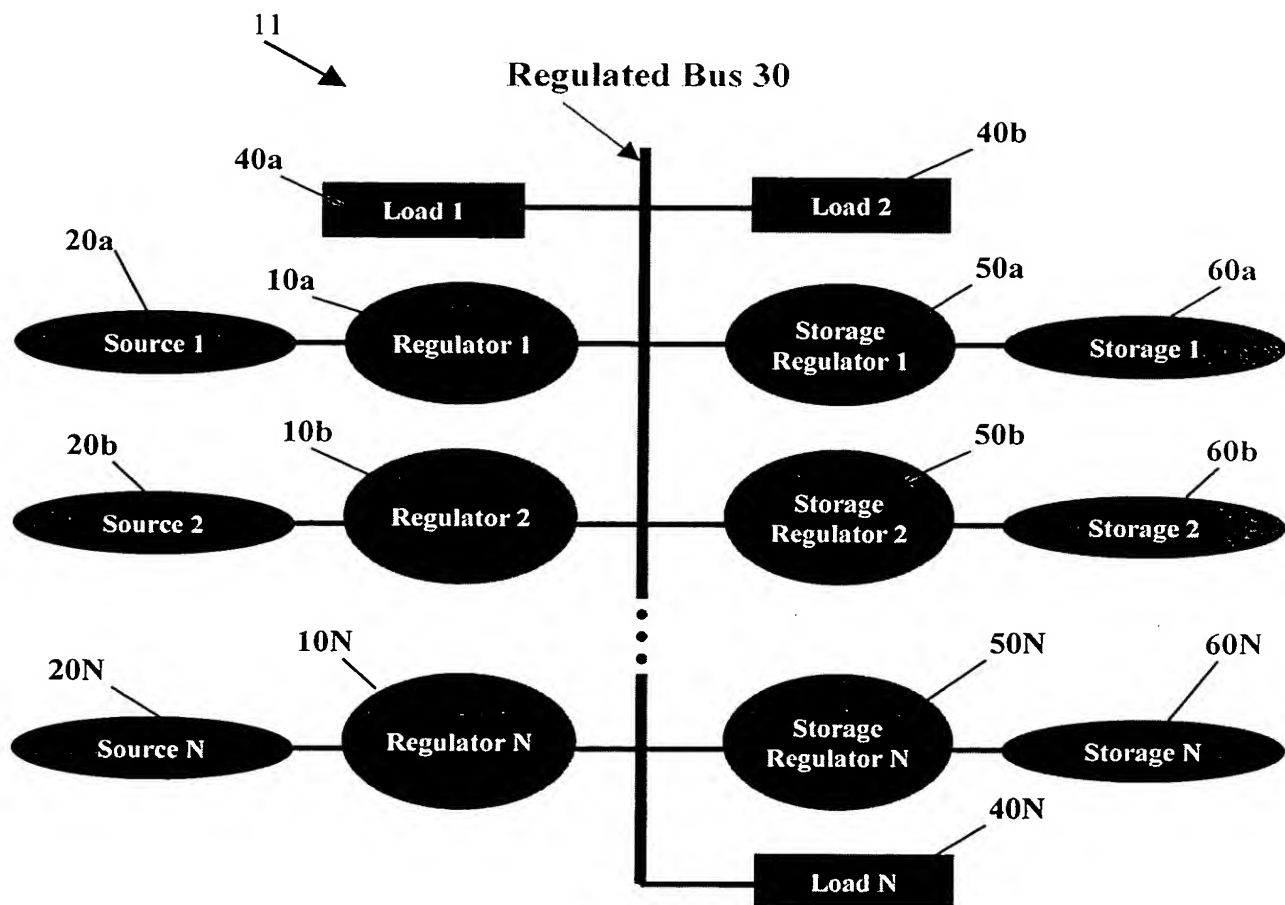 11
Regulated Bus 30
40a
40b
Load 1
Load 2
20a
10a
50a
60a
Source 1
Regulator 1
Storage
Regulator 1
Storage 1
20b
10b
50b
60b
Source 2
Regulator 2
Storage
Regulator 2
Storage 2
20N
10N
50N
60N
Source N
Regulator N
Storage
Regulator N
Storage N
40N
Load N